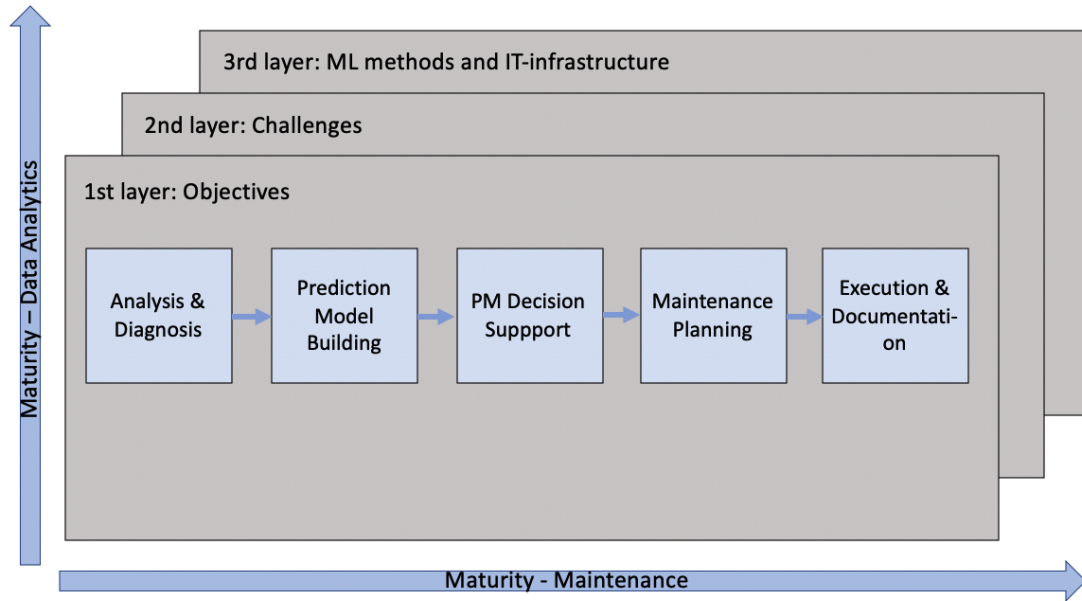 3rd layer: ML methods and IT-infrastructure
2nd layer: Challenges
1st layer: Objectives
Analysis &
Diagnosis
Prediction
Model
Building
PM Decision
Suppport
Maintenance
Planning
Execution &
Documentati-
on
Maturity – Data Analytics
Maturity - Maintenance